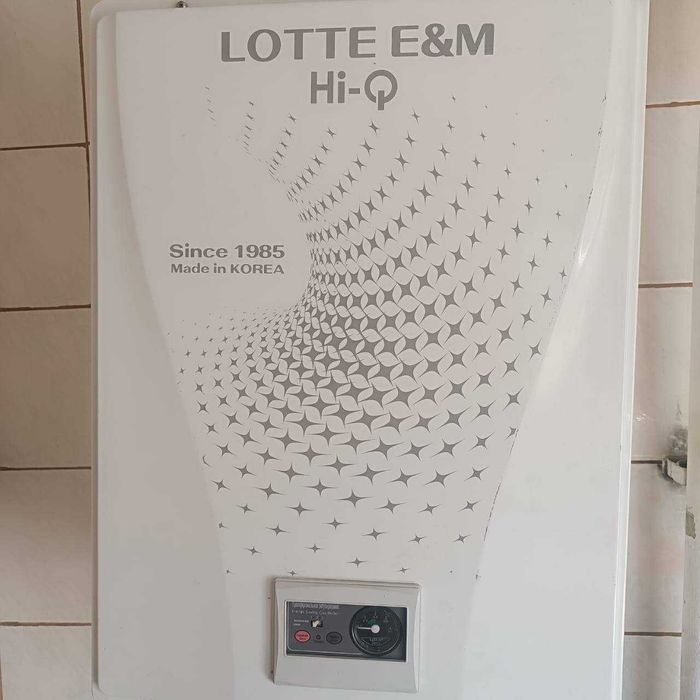 LOTTE E&M
Hi-Q
Since 1985
Made in KOREA